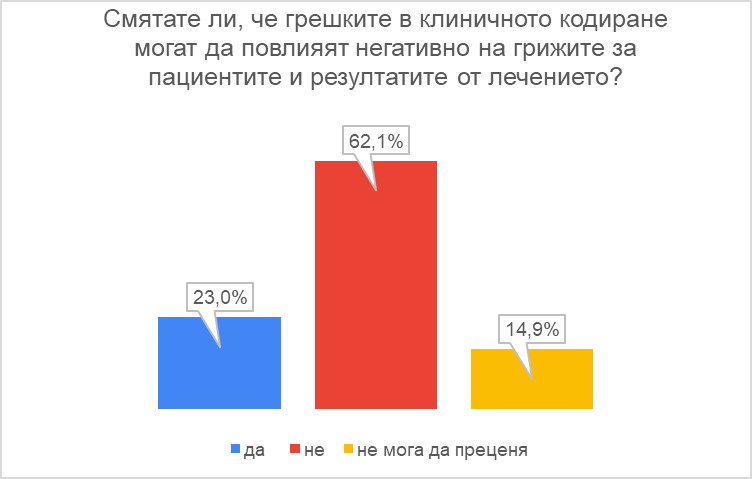 Смятате ли, че грешките в клиничното кодиране
могат да повлияят негативно на грижите за
пациентите и резултатите от лечението?
62,1%
23,0%
14,9%
да не не мога да преценя